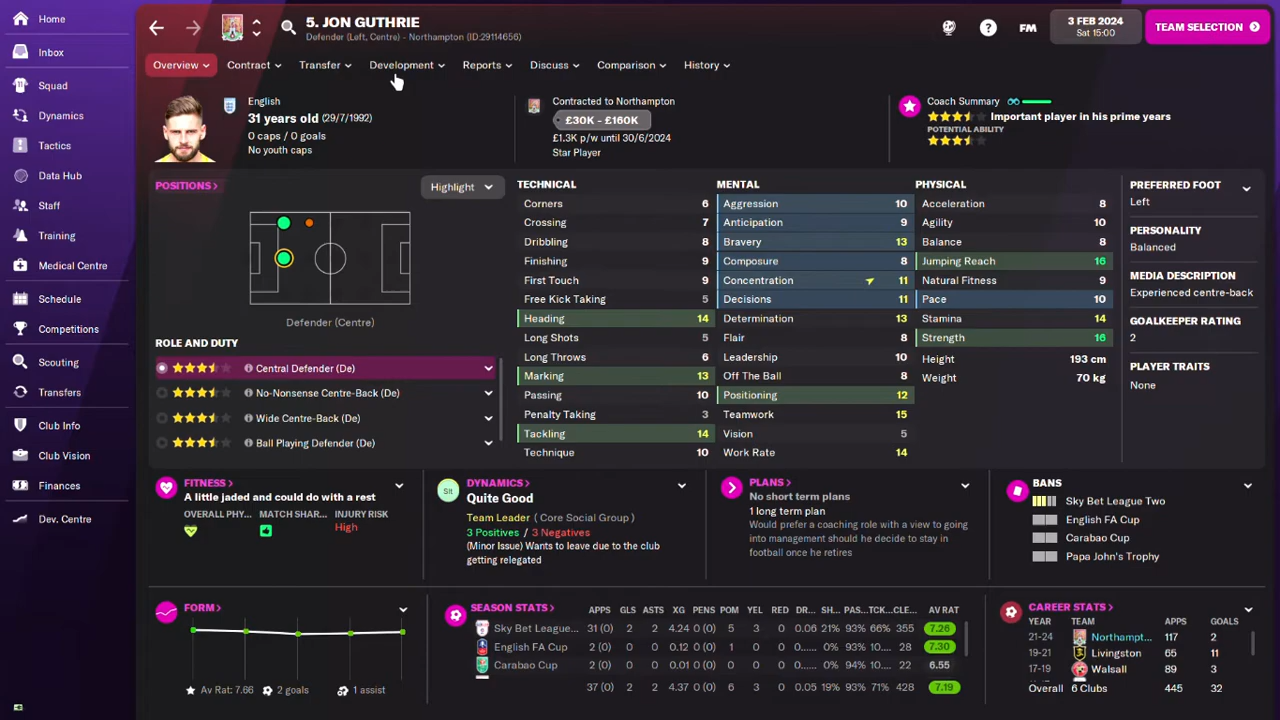 Home
Inbox
Squad
Dynamics
Tactics
Data Hub
Staff
Training
Medical Centre
Schedule
Competitions
Scouting
Transfers
Club Info
Club Vision
Finances
Dev. Centre
5. JON GUTHRIE
Defender (Left, Centre) - Northampton (ID:29114656)
FM
3 FEB 2024
Sat 15:00
TEAM SELECTION
Overview
Contract
Transfer
Development
Reports
Discuss
Comparison
History
English
31 years old (29/7/1992)
0 caps / 0 goals
No youth caps
Contracted to Northampton
£30K - £160K
£1.3K p/w until 30/6/2024
Star Player
Coach Summary
Important player in his prime years
POTENTIAL ABILITY
POSITIONS >
Highlight
Defender (Centre)
ROLE AND DUTY
Central Defender (De)
No-Nonsense Centre-Back (De)
Wide Centre-Back (De)
Ball Playing Defender (De)
TECHNICAL
Corners 6
Crossing 7
Dribbling 8
Finishing 9
First Touch 9
Free Kick Taking 5
Heading 14
Long Shots 5
Long Throws 6
Marking 13
Passing 10
Penalty Taking 3
Tackling 14
Technique 10
MENTAL
Aggression 10
Anticipation 9
Bravery 13
Composure 8
Concentration 11
Decisions 11
Determination 13
Flair 8
Leadership 10
Off The Ball 8
Positioning 12
Teamwork 15
Vision 5
Work Rate 14
PHYSICAL
Acceleration 8
Agility 10
Balance 8
Jumping Reach 16
Natural Fitness 9
Pace 10
Stamina 14
Strength 16
Height 193 cm
Weight 70 kg
PREFERRED FOOT
Left
PERSONALITY
Balanced
MEDIA DESCRIPTION
Experienced centre-back
GOALKEEPER RATING
2
PLAYER TRAITS
None
FITNESS >
A little jaded and could do with a rest
OVERALL PHY... MATCH SHAR... INJURY RISK
High
DYNAMICS >
Slt
Quite Good
Team Leader ( Core Social Group )
3 Positives / 3 Negatives
(Minor Issue) Wants to leave due to the club
getting relegated
PLANS >
No short term plans
1 long term plan
Would prefer a coaching role with a view to going
into management should he decide to stay in
football once he retires
BANS
Sky Bet League Two
English FA Cup
Carabao Cup
Papa John's Trophy
FORM >
Av Rat: 7.66 2 goals 1 assist
SEASON STATS > APPS GLS ASTS XG PENS POM YEL RED DR... SH... PAS... TCK... CLE... AV RAT
Sky Bet League... 31 (0) 2 2 4.24 0 (0) 5 3 0 0.06 21% 93% 66% 355 7.26
English FA Cup 2 (0) 0 0 0.12 0 (0) 1 0 0 0.... 0% 93% 10... 28 7.30
Carabao Cup 2 (0) 0 0 0.01 0 (0) 0 0 0 0.... 0% 94% 10... 22 6.55
37 (0) 2 2 4.37 0 (0) 6 3 0 0.05 19% 93% 71% 428 7.19
CAREER STATS >
YEAR TEAM APPS GOALS
21-24 Northampt... 117 2
19-21 Livingston 65 11
17-19 Walsall 89 3
Overall 6 Clubs 445 32